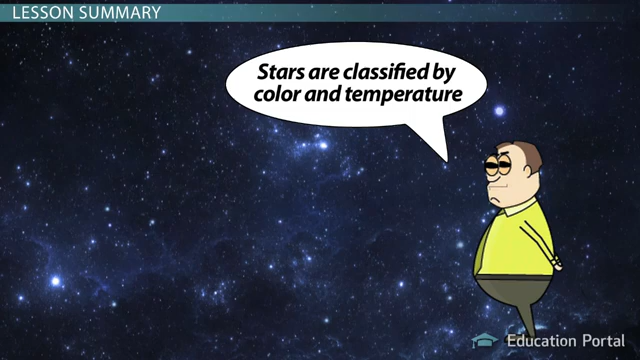 LESSON SUMMARY
Stars are classified by
color and temperature
Education Portal